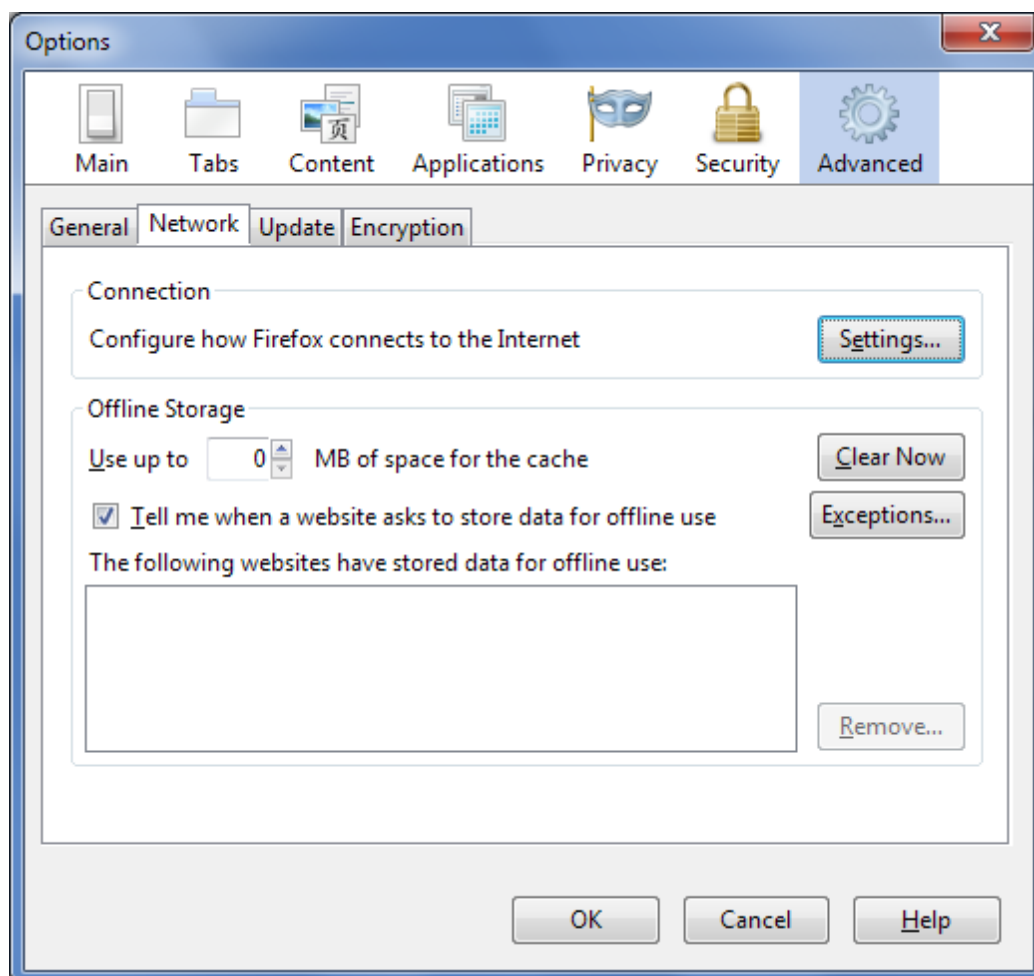 Options
页
Main Tabs Content Applications Privacy Security Advanced
General Network Update Encryption
Connection
Configure how Firefox connects to the Internet Settings...
Offline Storage
Use up to 0 MB of space for the cache Clear Now
Tell me when a website asks to store data for offline use Exceptions...
The following websites have stored data for offline use:
Remove...
OK Cancel Help